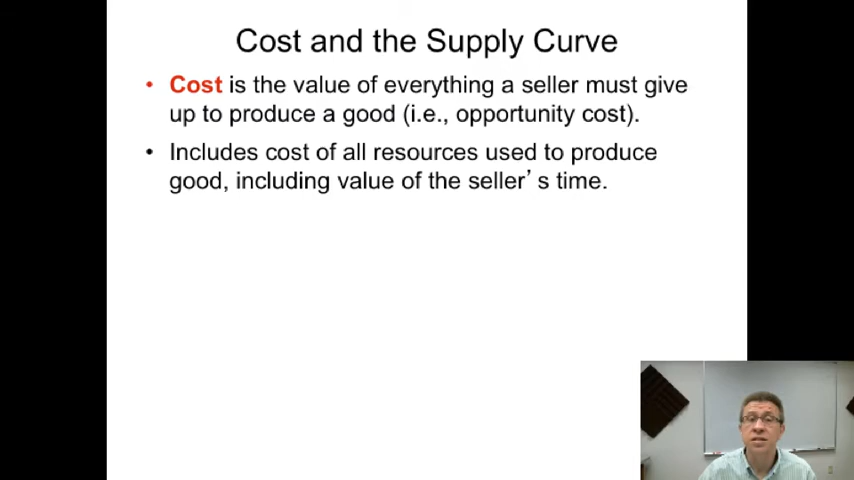 Cost and the Supply Curve
• Cost is the value of everything a seller must give
up to produce a good (i.e., opportunity cost).
• Includes cost of all resources used to produce
good, including value of the seller’ s time.